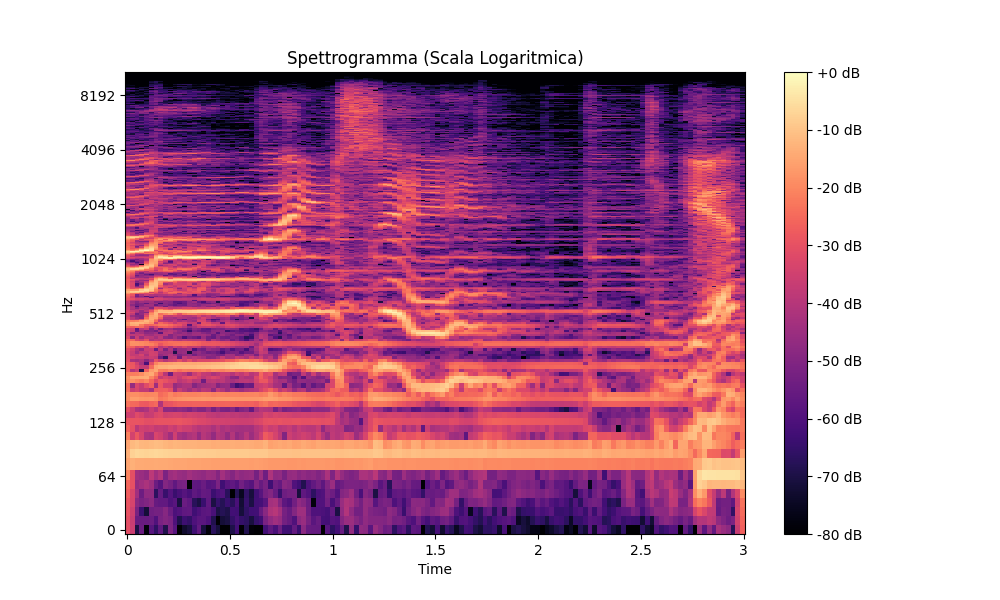 Spettrogramma (Scala Logaritmica)
8192
4096
2048
1024
512
256
128
64
0
Hz
0
0.5
1
1.5
2
2.5
3
Time
+0 dB
-10 dB
-20 dB
-30 dB
-40 dB
-50 dB
-60 dB
-70 dB
-80 dB